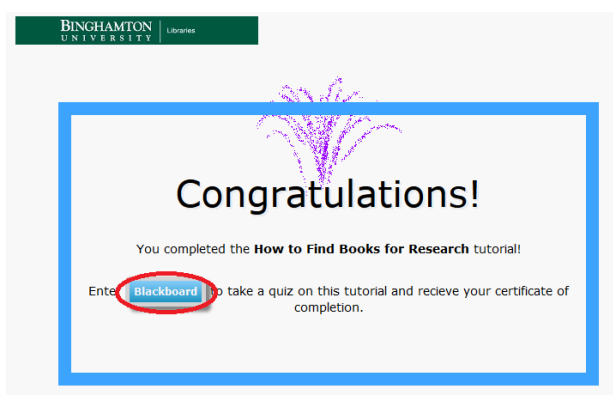 BINGHAMTON
UNIVERSITY
Libraries
Congratulations!
You completed the How to Find Books for Research tutorial!
Ente Blackboard o take a quiz on this tutorial and recieve your certificate of
completion.